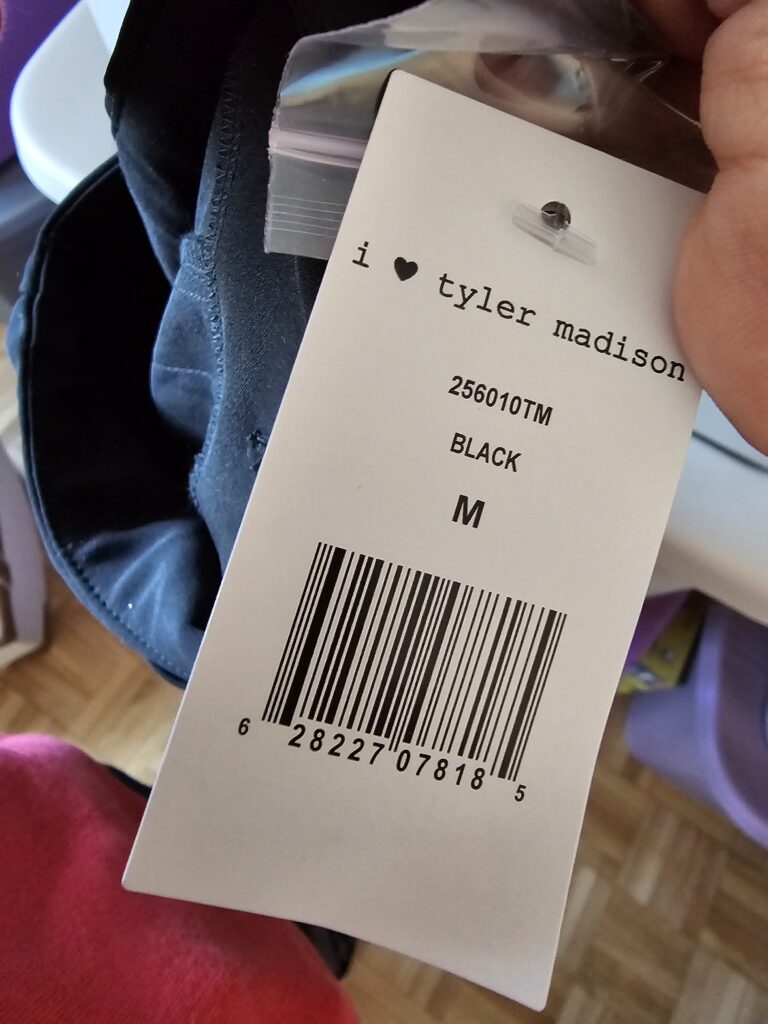 i ♥ tyler madison
256010TM
BLACK
M
6 28227 07818 5